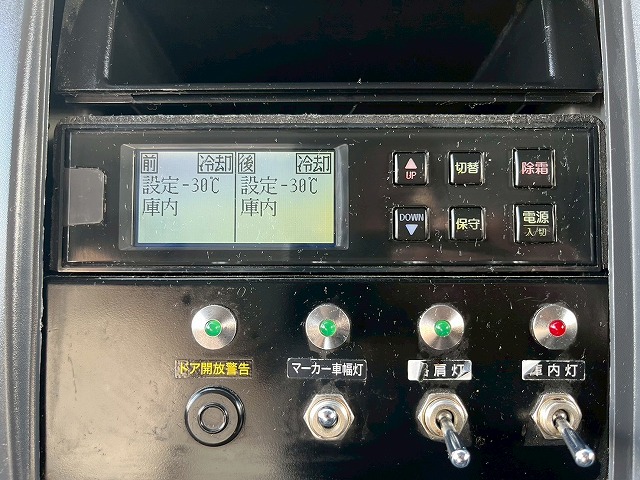 前 冷却 後 冷却
設定-30℃ 設定-30℃
庫内 庫内
UP 切替 除霜
DOWN 保守 電源
入/切
ドア開放警告 マーカー車幅灯 路肩灯 庫内灯